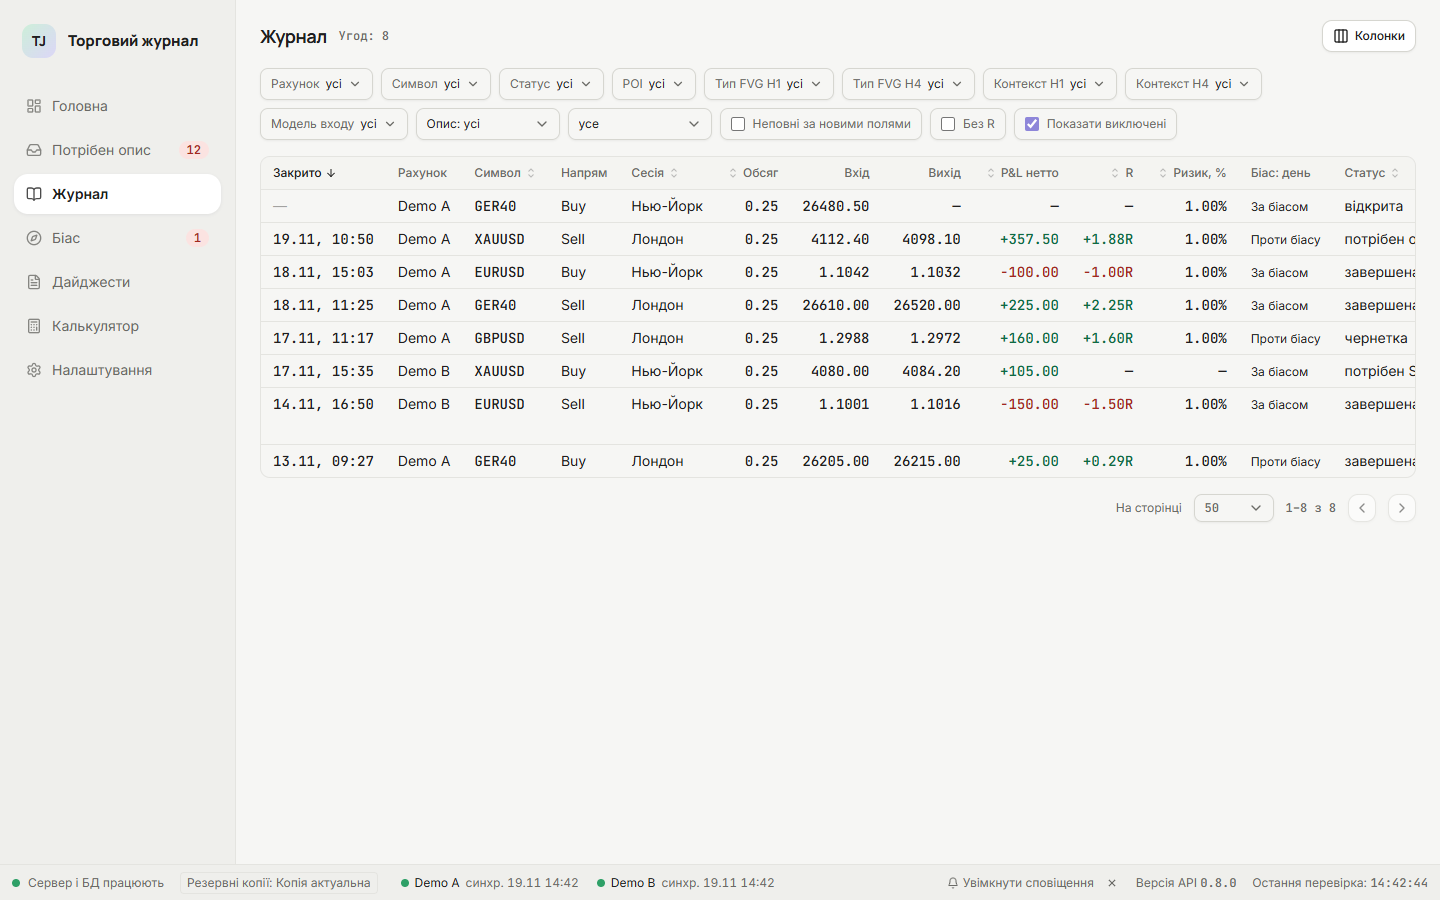 TJ Торговий журнал
Головна
Потрібен опис 12
Журнал
Біас 1
Дайджести
Калькулятор
Налаштування
Журнал Угод: 8
Колонки
Рахунок усі Символ усі Статус усі POI усі Тип FVG H1 усі Тип FVG H4 усі Контекст H1 усі Контекст H4 усі
Модель входу усі Опис: усі усе Неповні за новими полями Без R Показати виключені
Закрито Рахунок Символ Напрям Сесія Обсяг Вхід Вихід P&L нетто R Ризик, % Біас: день Статус
— Demo A GER40 Buy Нью-Йорк 0.25 26480.50 — — — 1.00% За біасом відкрита
19.11, 10:50 Demo A XAUUSD Sell Лондон 0.25 4112.40 4098.10 +357.50 +1.88R 1.00% Проти біасу потрібен о
18.11, 15:03 Demo A EURUSD Buy Нью-Йорк 0.25 1.1042 1.1032 -100.00 -1.00R 1.00% За біасом завершена
18.11, 11:25 Demo A GER40 Sell Лондон 0.25 26610.00 26520.00 +225.00 +2.25R 1.00% За біасом завершена
17.11, 11:17 Demo A GBPUSD Sell Лондон 0.25 1.2988 1.2972 +160.00 +1.60R 1.00% Проти біасу чернетка
17.11, 15:35 Demo B XAUUSD Buy Нью-Йорк 0.25 4080.00 4084.20 +105.00 — — За біасом потрібен S
14.11, 16:50 Demo B EURUSD Sell Нью-Йорк 0.25 1.1001 1.1016 -150.00 -1.50R 1.00% За біасом завершена
13.11, 09:27 Demo A GER40 Buy Лондон 0.25 26205.00 26215.00 +25.00 +0.29R 1.00% Проти біасу завершена
На сторінці 50 1–8 з 8
Сервер і БД працюють Резервні копії: Копія актуальна Demo A синхр. 19.11 14:42 Demo B синхр. 19.11 14:42 Увімкнути сповіщення × Версія API 0.8.0 Остання перевірка: 14:42:44